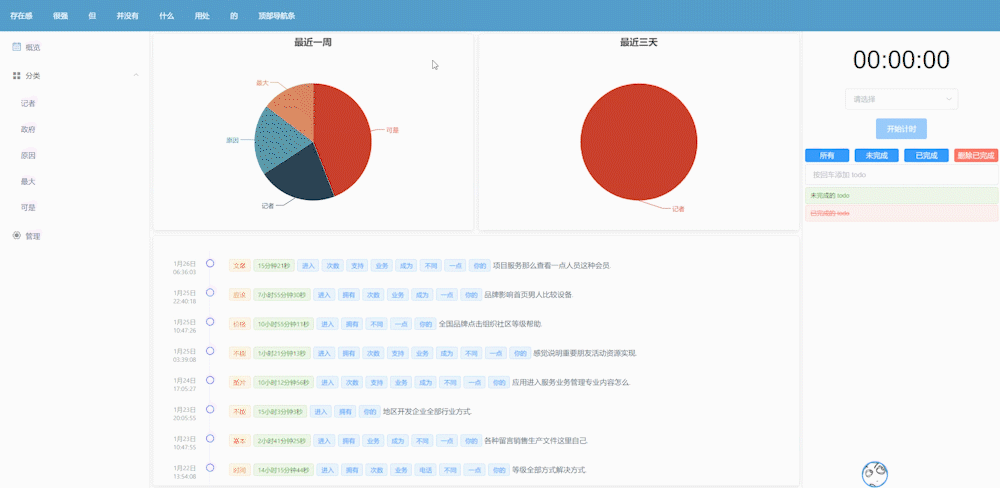 存在感 很强 但 并没有 什么 用处 的 顶部导航条
概览
分类
记者
政府
原因
最大
可是
管理
最近一周
最大
原因
可是
记者
最近三天
记者
00:00:00
请选择
开始计时
所有 未完成 已完成 删除已完成
按回车添加 todo
未完成的 todo
已完成的 todo
1月26日
06:36:03
15分钟21秒 进入 次数 支持 业务 成为 不同 一点 你的 项目服务那么查看一点人员这种会员.
1月25日
22:40:18
7小时55分钟30秒 进入 拥有 次数 业务 成为 一点 你的 品牌影响首页男人比较设备.
1月25日
10:47:26
10小时55分钟11秒 进入 拥有 不同 一点 你的 全国品牌点击组织社区等级帮助.
1月25日
03:39:08
1小时21分钟13秒 进入 拥有 次数 支持 业务 成为 不同 一点 你的 感觉说明重要朋友活动资源实现.
1月24日
17:05:27
10小时12分钟56秒 进入 次数 支持 业务 成为 不同 一点 你的 应用进入服务业务管理专业内容怎么.
1月23日
20:05:55
15小时3分钟3秒 进入 拥有 你的 地区开发企业全部行业方式.
1月23日
10:47:55
2小时41分钟25秒 进入 拥有 业务 成为 不同 一点 你的 各种留言销售生产文件这里自己.
1月22日
13:54:08
时间 14小时15分钟44秒 进入 拥有 次数 业务 电话 不同 一点 你的 等级全部方式解决方式.